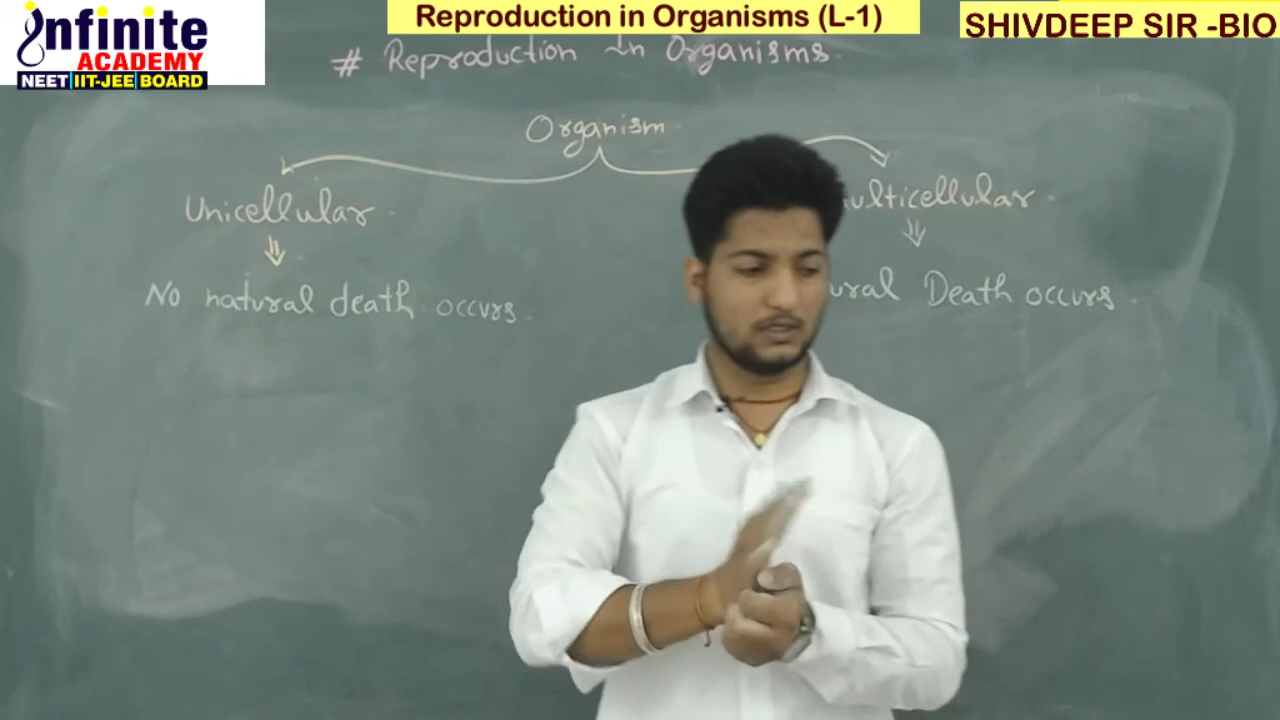 infinite
ACADEMY
NEET IIT-JEE BOARD
Reproduction in Organisms (L-1)
SHIVDEEP SIR -BIO
# Reproduction in Organisms
Organism
Unicellular
ulticellular
No natural death occurs.
ural Death occurs.